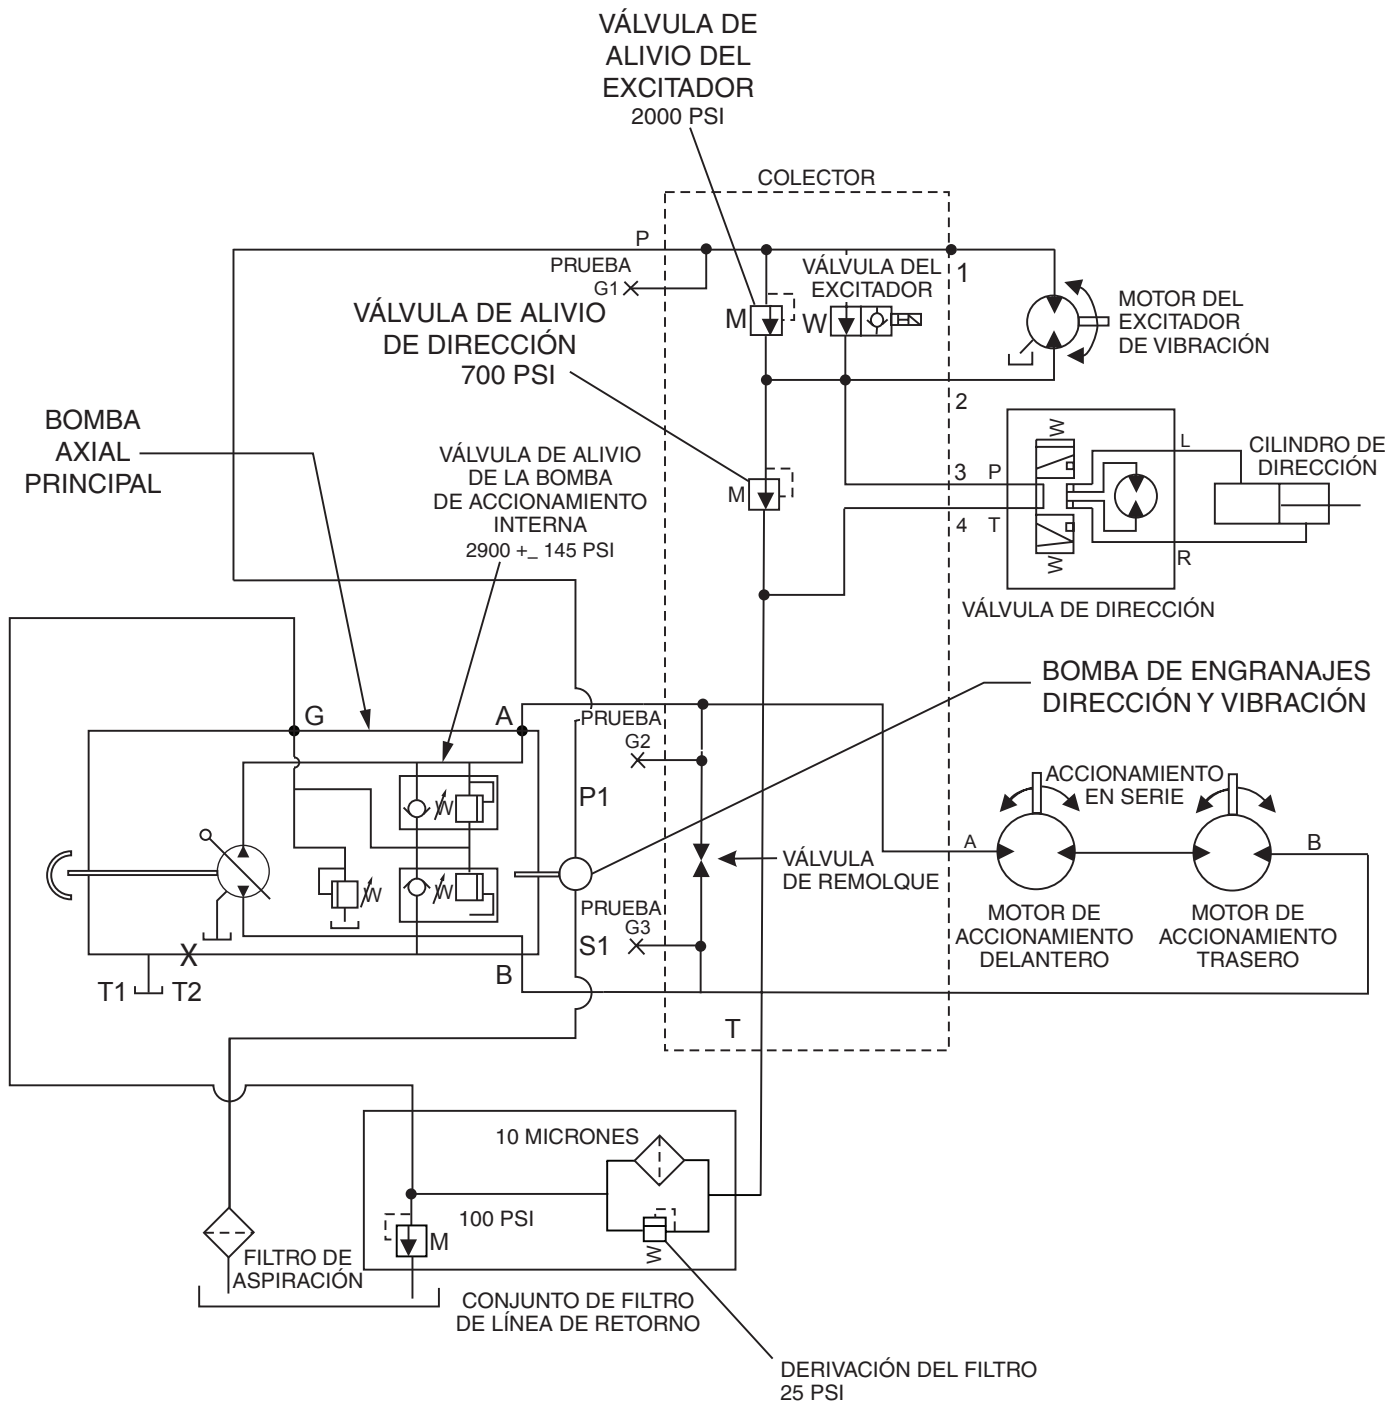 VÁLVULA DE
ALIVIO DEL
EXCITADOR
2000 PSI
COLECTOR
P
PRUEBA
G1
VÁLVULA DEL
EXCITADOR
1
M
W
MOTOR DEL
EXCITADOR
DE VIBRACIÓN
VÁLVULA DE ALIVIO
DE DIRECCIÓN
700 PSI
2
BOMBA
AXIAL
PRINCIPAL
VÁLVULA DE ALIVIO
DE LA BOMBA
DE ACCIONAMIENTO
INTERNA
2900 +_ 145 PSI
M
3 P
4 T
W
W
L
R
CILINDRO DE
DIRECCIÓN
VÁLVULA DE DIRECCIÓN
BOMBA DE ENGRANAJES
DIRECCIÓN Y VIBRACIÓN
G
A
PRUEBA
G2
P1
W
W
W
ACCIONAMIENTO
EN SERIE
A
B
VÁLVULA
DE REMOLQUE
PRUEBA
G3
S1
MOTOR DE
ACCIONAMIENTO
DELANTERO
MOTOR DE
ACCIONAMIENTO
TRASERO
X
B
T1
T2
T
10 MICRONES
100 PSI
M
W
FILTRO DE
ASPIRACIÓN
CONJUNTO DE FILTRO
DE LÍNEA DE RETORNO
DERIVACIÓN DEL FILTRO
25 PSI